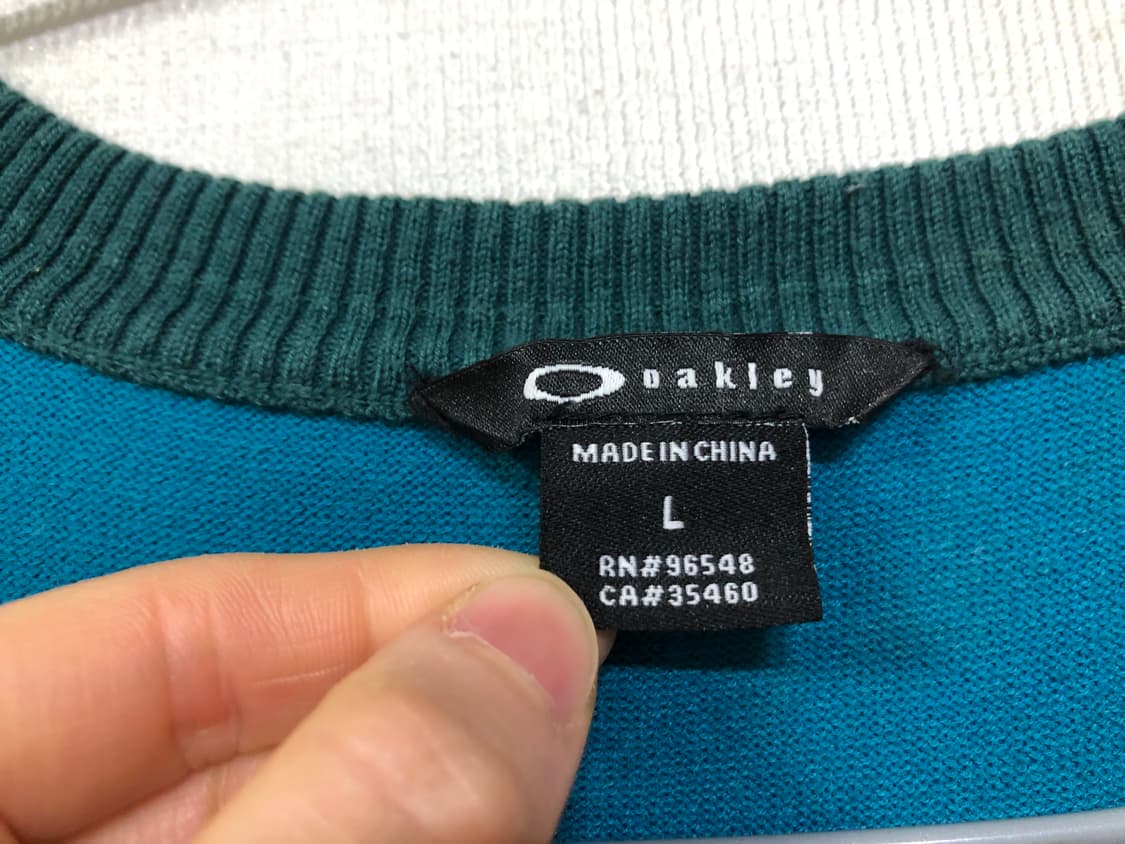 oakley
MADE IN CHINA
L
RN#96548
CA#35460